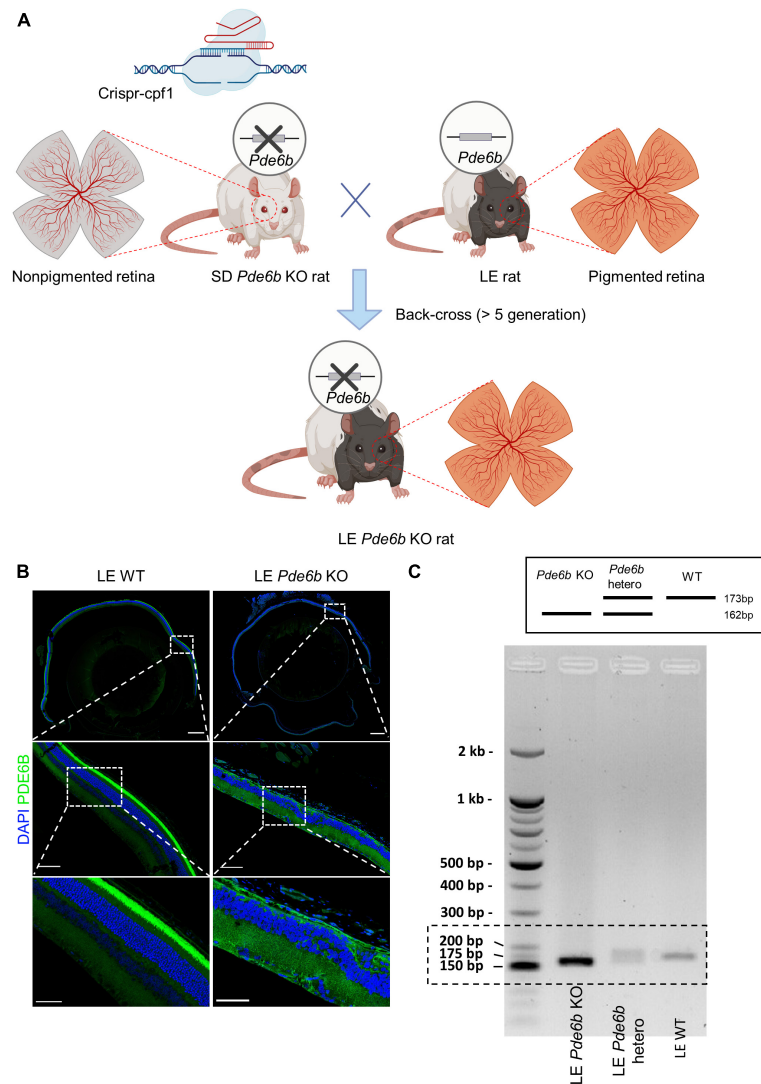 A
Crispr-cpf1
Pde6b
Pde6b
Nonpigmented retina
SD Pde6b KO rat
LE rat
Pigmented retina
Back-cross (> 5 generation)
Pde6b
LE Pde6b KO rat
B
LE WT
LE Pde6b KO
DAPI PDE6B
C
Pde6b KO
Pde6b
hetero
WT
173bp
162bp
2 kb -
1 kb -
500 bp -
400 bp -
300 bp -
200 bp
175 bp
150 bp
LE Pde6b KO
LE Pde6b
hetero
LE WT